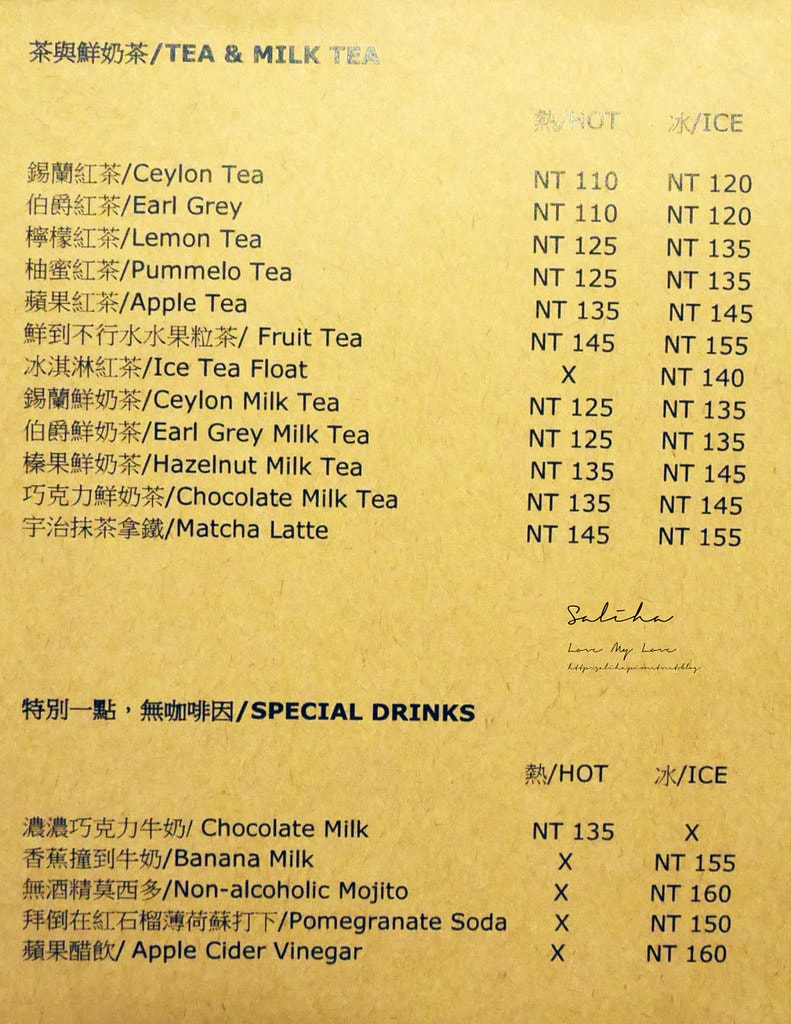 茶與鮮奶茶/TEA & MILK TEA
熱/HOT 冰/ICE
錫蘭紅茶/Ceylon Tea NT 110 NT 120
伯爵紅茶/Earl Grey NT 110 NT 120
檸檬紅茶/Lemon Tea NT 125 NT 135
柚蜜紅茶/Pummelo Tea NT 125 NT 135
蘋果紅茶/Apple Tea NT 135 NT 145
鮮到不行水水果粒茶/ Fruit Tea NT 145 NT 155
冰淇淋紅茶/Ice Tea Float X NT 140
錫蘭鮮奶茶/Ceylon Milk Tea NT 125 NT 135
伯爵鮮奶茶/Earl Grey Milk Tea NT 125 NT 135
榛果鮮奶茶/Hazelnut Milk Tea NT 135 NT 145
巧克力鮮奶茶/Chocolate Milk Tea NT 135 NT 145
宇治抹茶拿鐵/Matcha Latte NT 145 NT 155
Saliha
Love My Love
特別一點，無咖啡因/SPECIAL DRINKS
熱/HOT 冰/ICE
濃濃巧克力牛奶/ Chocolate Milk NT 135 X
香蕉撞到牛奶/Banana Milk X NT 155
無酒精莫西多/Non-alcoholic Mojito X NT 160
拜倒在紅石榴薄荷蘇打下/Pomegranate Soda X NT 150
蘋果醋飲/ Apple Cider Vinegar X NT 160